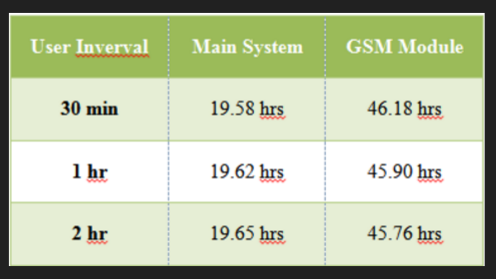 User Inverval Main System GSM Module
30 min 19.58 hrs 46.18 hrs
1 hr 19.62 hrs 45.90 hrs
2 hr 19.65 hrs 45.76 hrs